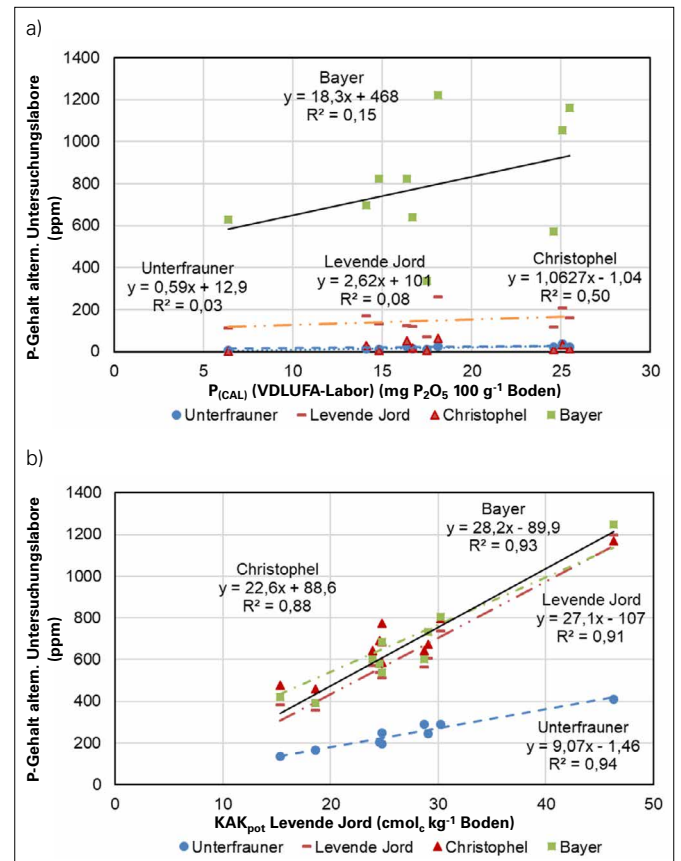 a)
P-Gehalt altern. Untersuchungslabore
(ppm)
1400
1200
1000
800
600
400
200
0
Bayer
y = 18,3x + 468
R² = 0,15
Unterfrauner
y = 0,59x + 12,9
R² = 0,03
Levende Jord
y = 2,62x + 101
R² = 0,08
Christophel
y = 1,0627x - 1,04
R² = 0,50
0 5 10 15 20 25 30
P(CAL) (VDLUFA-Labor) (mg P₂O₅ 100 g⁻¹ Boden)
Unterfrauner Levende Jord Christophel Bayer
b)
P-Gehalt altern. Untersuchungslabore
(ppm)
1400
1200
1000
800
600
400
200
0
Bayer
y = 28,2x - 89,9
R² = 0,93
Christophel
y = 22,6x + 88,6
R² = 0,88
Levende Jord
y = 27,1x - 107
R² = 0,91
Unterfrauner
y = 9,07x - 1,46
R² = 0,94
0 10 20 30 40 50
KAKpot Levende Jord (cmolc kg⁻¹ Boden)
Unterfrauner Levende Jord Christophel Bayer